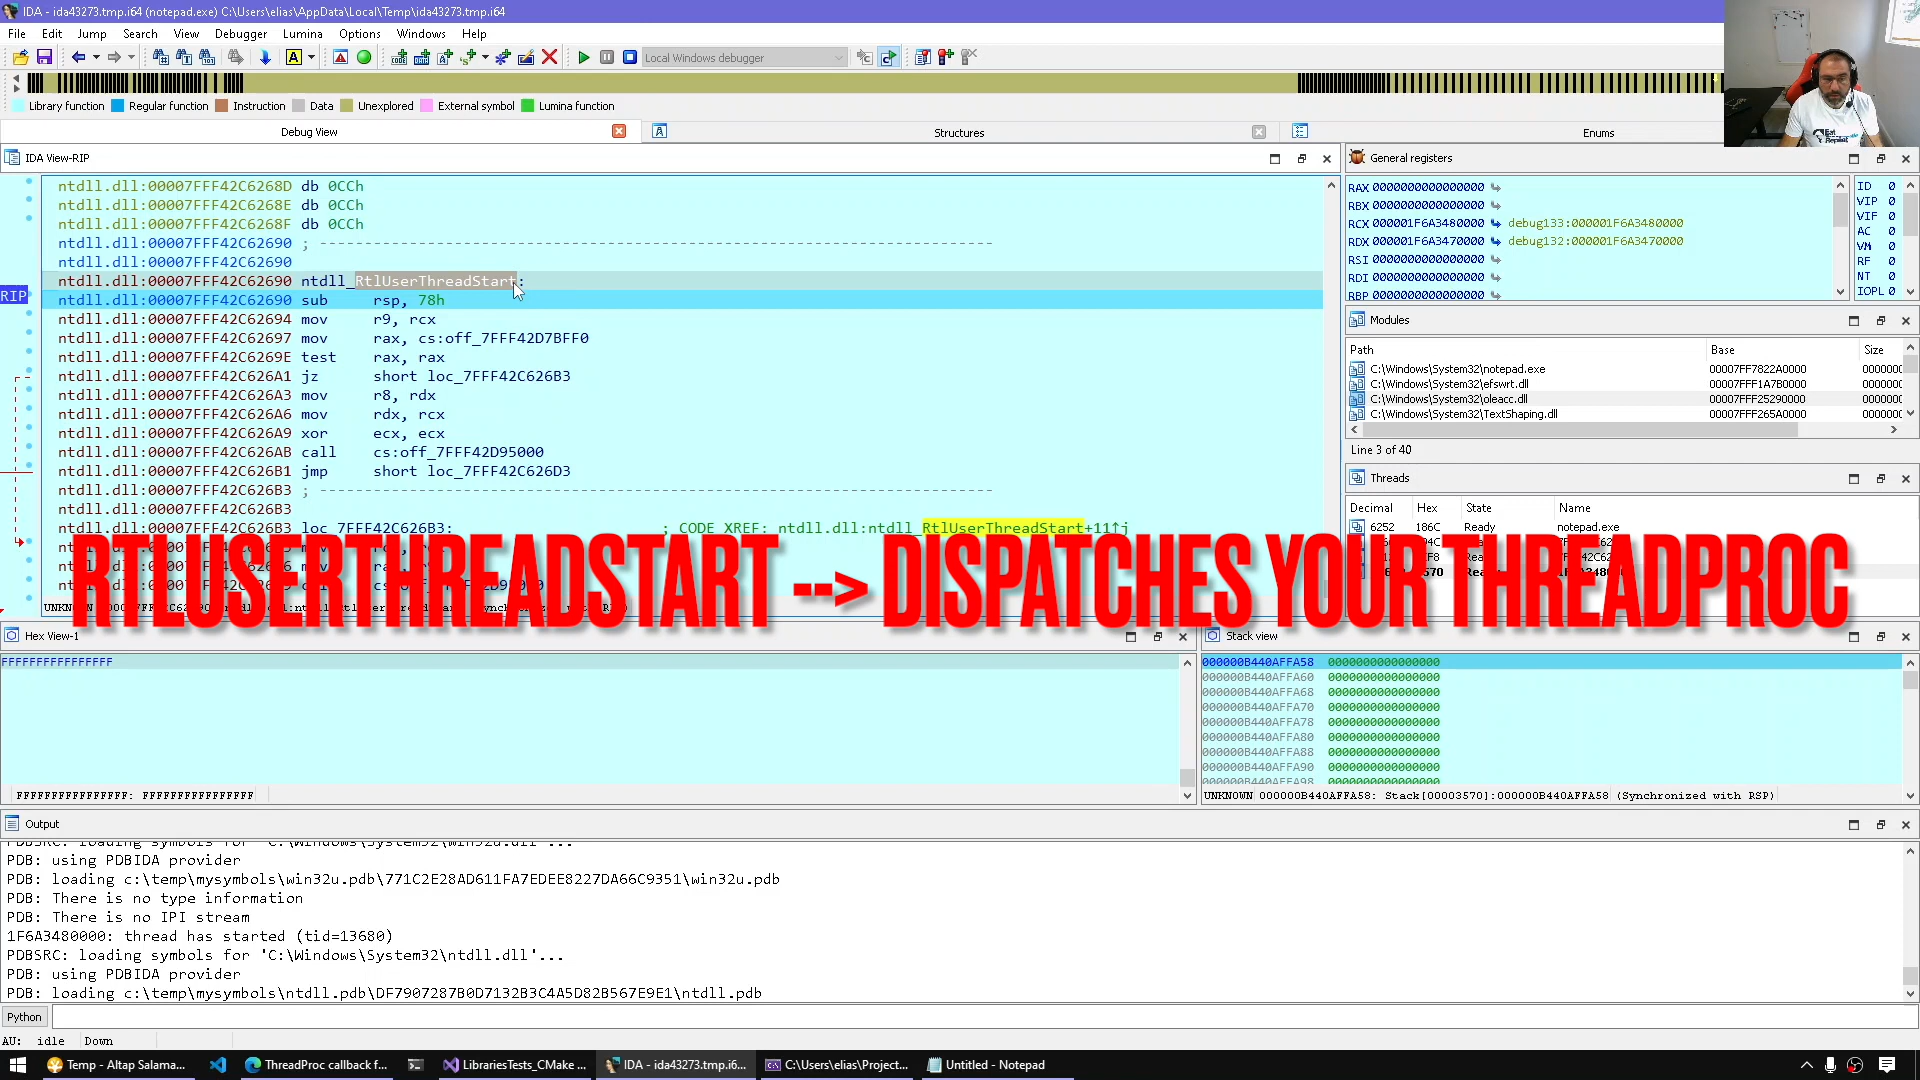 IDA - ida43273.tmp.i64 (notepad.exe) C:\Users\elias\AppData\Local\Temp\ida43273.tmp.i64
File Edit Jump Search View Debugger Lumina Options Windows Help
Local Windows debugger
Library function Regular function Instruction Data Unexplored External symbol Lumina function
Debug View Structures Enums
IDA View-RIP
ntdll.dll:00007FFF42C6268D db 0CCh
ntdll.dll:00007FFF42C6268E db 0CCh
ntdll.dll:00007FFF42C6268F db 0CCh
ntdll.dll:00007FFF42C62690 ; ---------------------------------------------------------------------------
ntdll.dll:00007FFF42C62690
ntdll.dll:00007FFF42C62690 ntdll_RtlUserThreadStart:
RIP
ntdll.dll:00007FFF42C62690 sub rsp, 78h
ntdll.dll:00007FFF42C62694 mov r9, rcx
ntdll.dll:00007FFF42C62697 mov rax, cs:off_7FFF42D7BFF0
ntdll.dll:00007FFF42C6269E test rax, rax
ntdll.dll:00007FFF42C626A1 jz short loc_7FFF42C626B3
ntdll.dll:00007FFF42C626A3 mov r8, rdx
ntdll.dll:00007FFF42C626A6 mov rdx, rcx
ntdll.dll:00007FFF42C626A9 xor ecx, ecx
ntdll.dll:00007FFF42C626AB call cs:off_7FFF42D95000
ntdll.dll:00007FFF42C626B1 jmp short loc_7FFF42C626D3
ntdll.dll:00007FFF42C626B3 ; ---------------------------------------------------------------------------
ntdll.dll:00007FFF42C626B3
ntdll.dll:00007FFF42C626B3 loc_7FFF42C626B3: ; CODE XREF: ntdll.dll:ntdll_RtlUserThreadStart+11↑j
RTLUSERTHREADSTART --> DISPATCHES YOUR THREADPROC
General registers
RAX 0000000000000000
RBX 0000000000000000
RCX 000001F6A3480000 debug133:000001F6A3480000
RDX 000001F6A3470000 debug132:000001F6A3470000
RSI 0000000000000000
RDI 0000000000000000
RBP 0000000000000000
ID 0
VIP 0
VIF 0
AC 0
VM 0
RF 0
NT 0
IOPL 0
Modules
Path Base Size
C:\Windows\System32\notepad.exe 00007FF7822A0000 0000000
C:\Windows\System32\efswrt.dll 00007FFF1A7B0000 0000000
C:\Windows\System32\oleacc.dll 00007FFF25290000 0000000
C:\Windows\System32\TextShaping.dll 00007FFF265A0000 0000000
Line 3 of 40
Threads
Decimal Hex State Name
6252 186C Ready notepad.exe
Hex View-1
FFFFFFFFFFFFFFFF
FFFFFFFFFFFFFFFF: FFFFFFFFFFFFFFFF
Stack view
000000B440AFFA58 0000000000000000
000000B440AFFA60 0000000000000000
000000B440AFFA68 0000000000000000
000000B440AFFA70 0000000000000000
000000B440AFFA78 0000000000000000
000000B440AFFA80 0000000000000000
000000B440AFFA88 0000000000000000
000000B440AFFA90 0000000000000000
000000B440AFFA98 0000000000000000
UNKNOWN 000000B440AFFA58: Stack[00003570]:000000B440AFFA58 (Synchronized with RSP)
Output
PDBSRC: loading symbols for 'C:\Windows\System32\win32u.dll'...
PDB: using PDBIDA provider
PDB: loading c:\temp\mysymbols\win32u.pdb\771C2E28AD611FA7EDEE8227DA66C9351\win32u.pdb
PDB: There is no type information
PDB: There is no IPI stream
1F6A3480000: thread has started (tid=13680)
PDBSRC: loading symbols for 'C:\Windows\System32\ntdll.dll'...
PDB: using PDBIDA provider
PDB: loading c:\temp\mysymbols\ntdll.pdb\DF7907287B0D7132B3C4A5D82B567E9E1\ntdll.pdb
Python
AU: idle Down
Temp - Altap Salama... ThreadProc callback f... LibrariesTests_CMake ... IDA - ida43273.tmp.i6... C:\Users\elias\Project... Untitled - Notepad